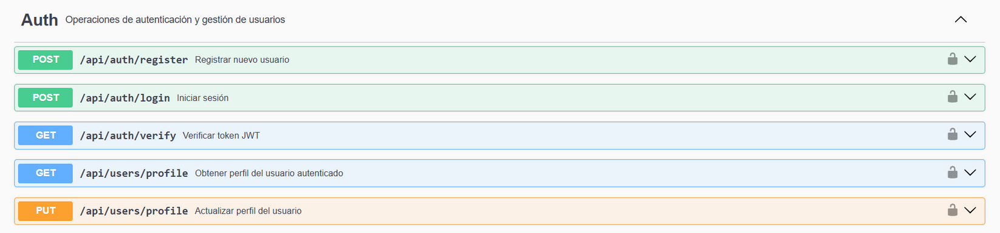 Auth Operaciones de autenticación y gestión de usuarios
POST /api/auth/register Registrar nuevo usuario
POST /api/auth/login Iniciar sesión
GET /api/auth/verify Verificar token JWT
GET /api/users/profile Obtener perfil del usuario autenticado
PUT /api/users/profile Actualizar perfil del usuario